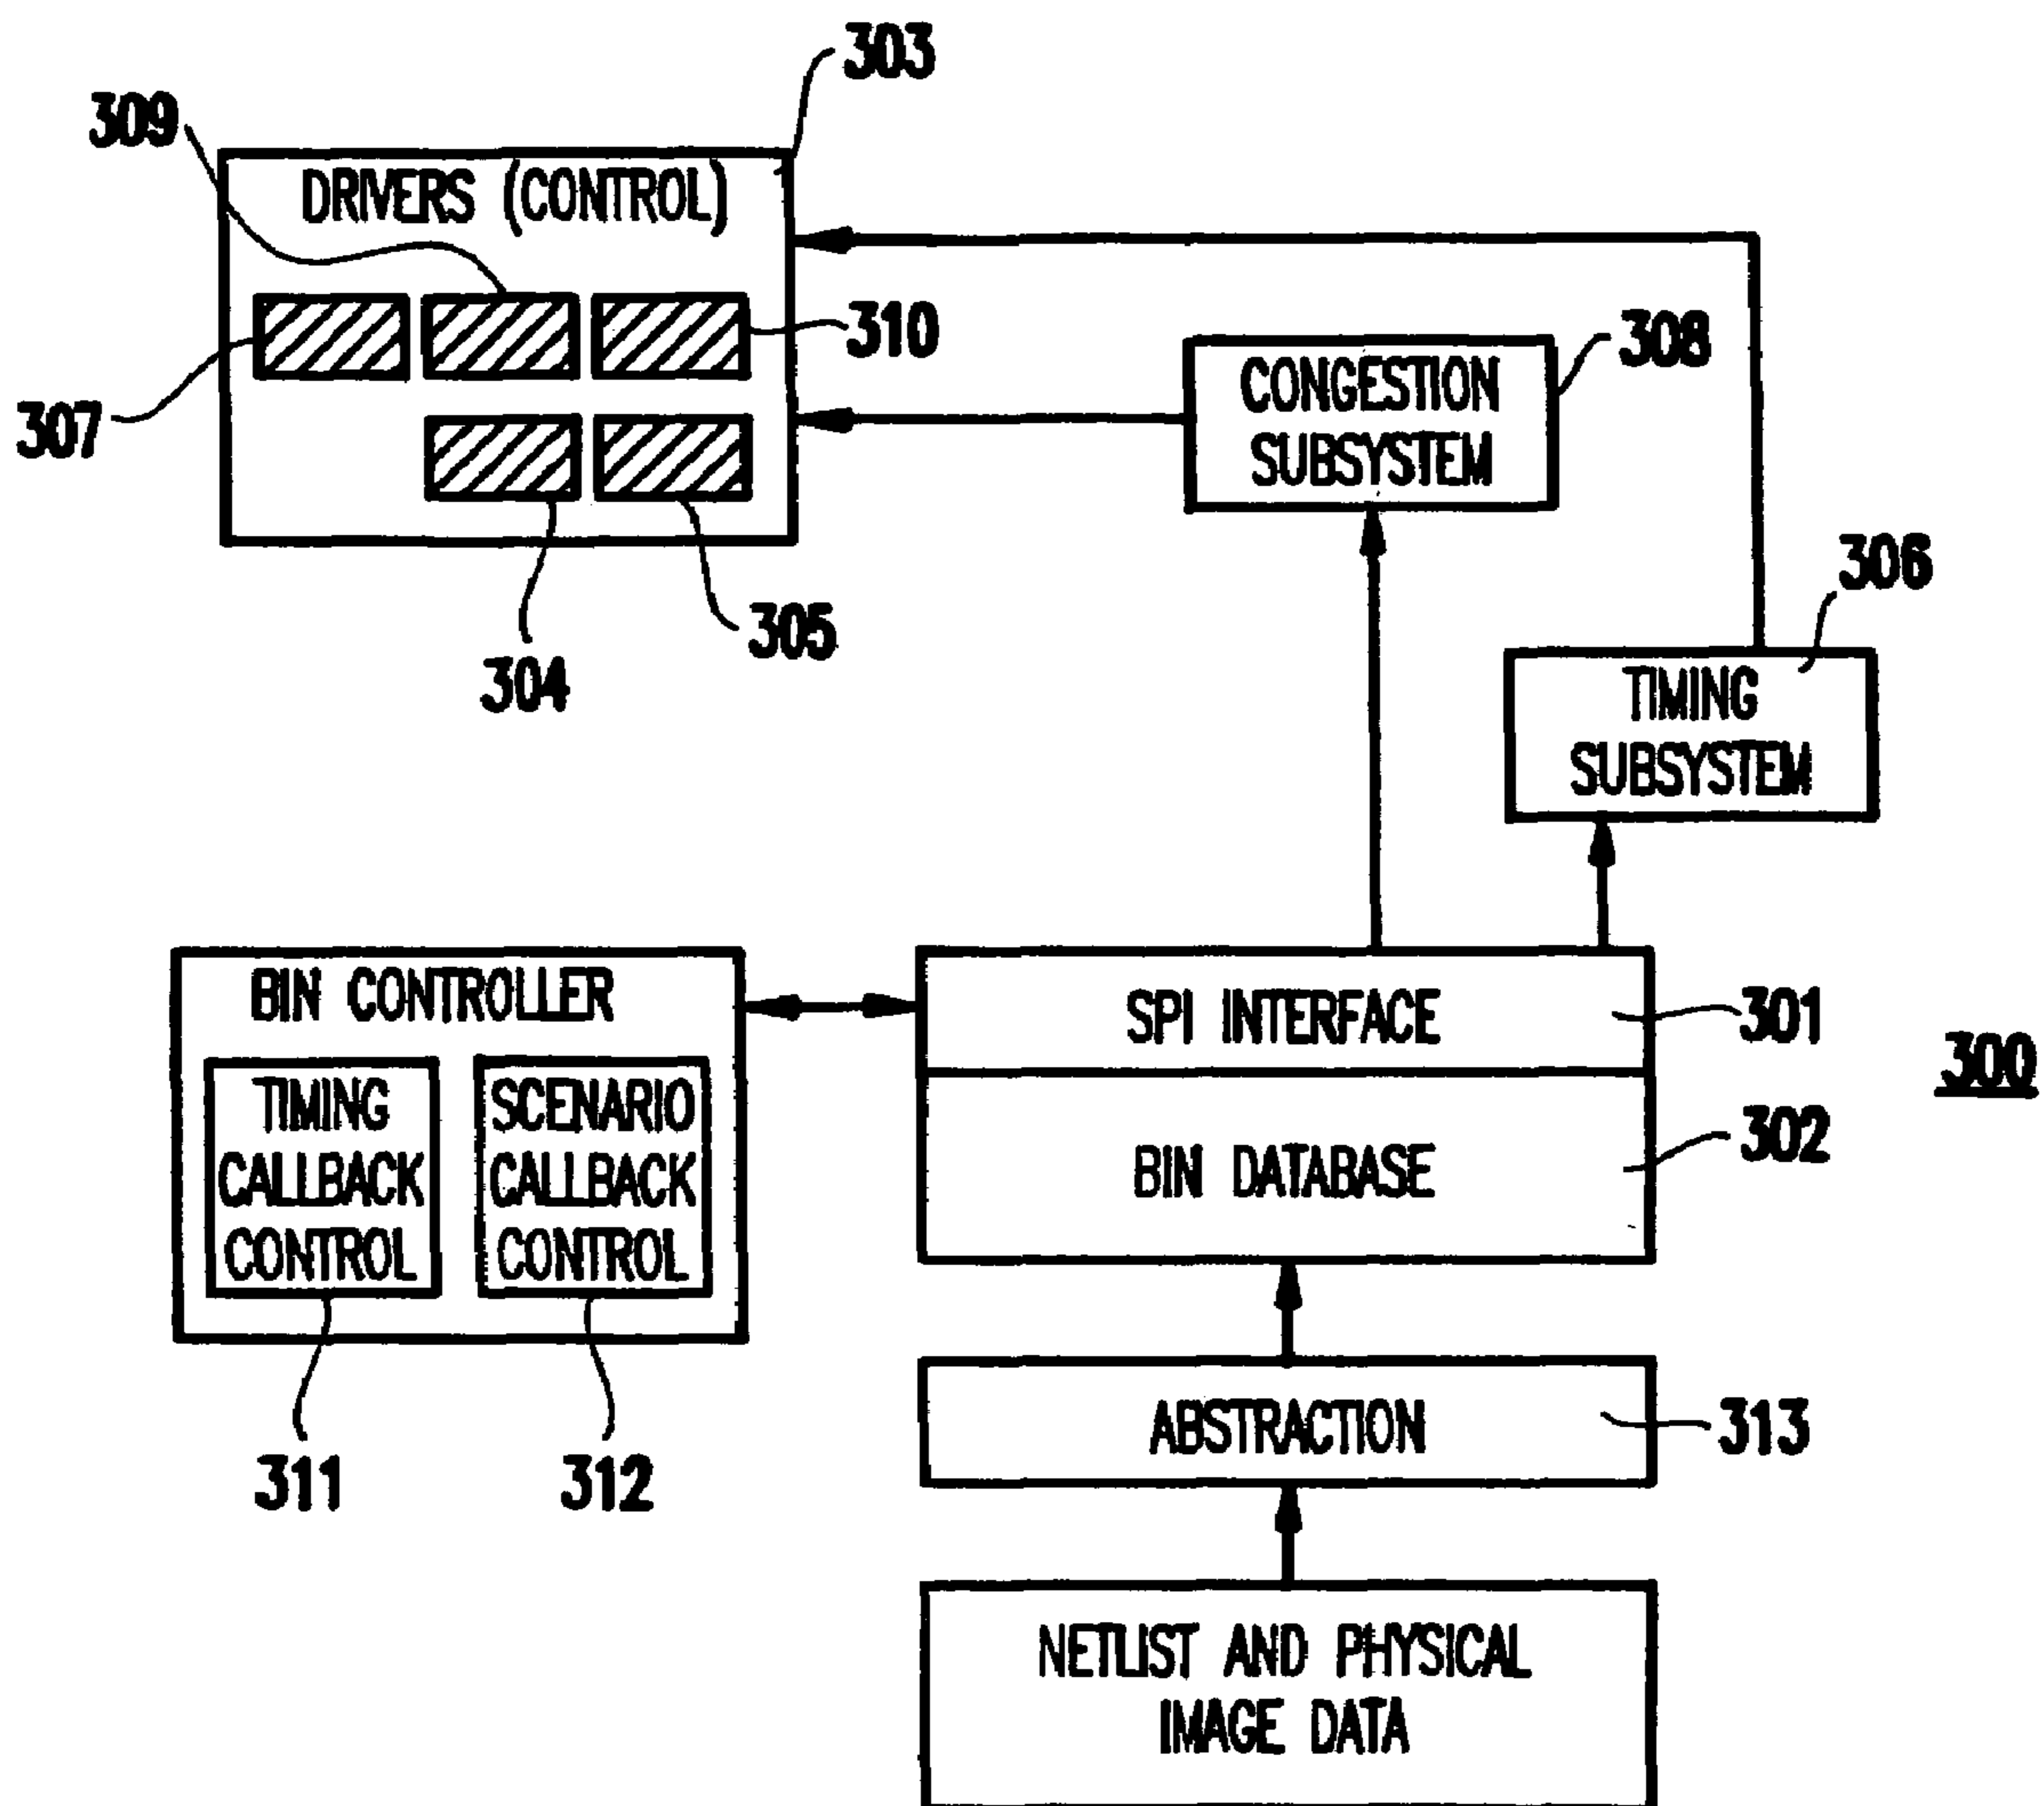 303
309
DRIVERS (CONTROL)
310
308
CONGESTION
SUBSYSTEM
307
306
305
304
TIMING
SUBSYSTEM
BIN CONTROLLER
TIMING
CALLBACK
CONTROL
SCENARIO
CALLBACK
CONTROL
SPI INTERFACE
301
300
BIN DATABASE
302
311
312
ABSTRACTION
313
NETLIST AND PHYSICAL
IMAGE DATA